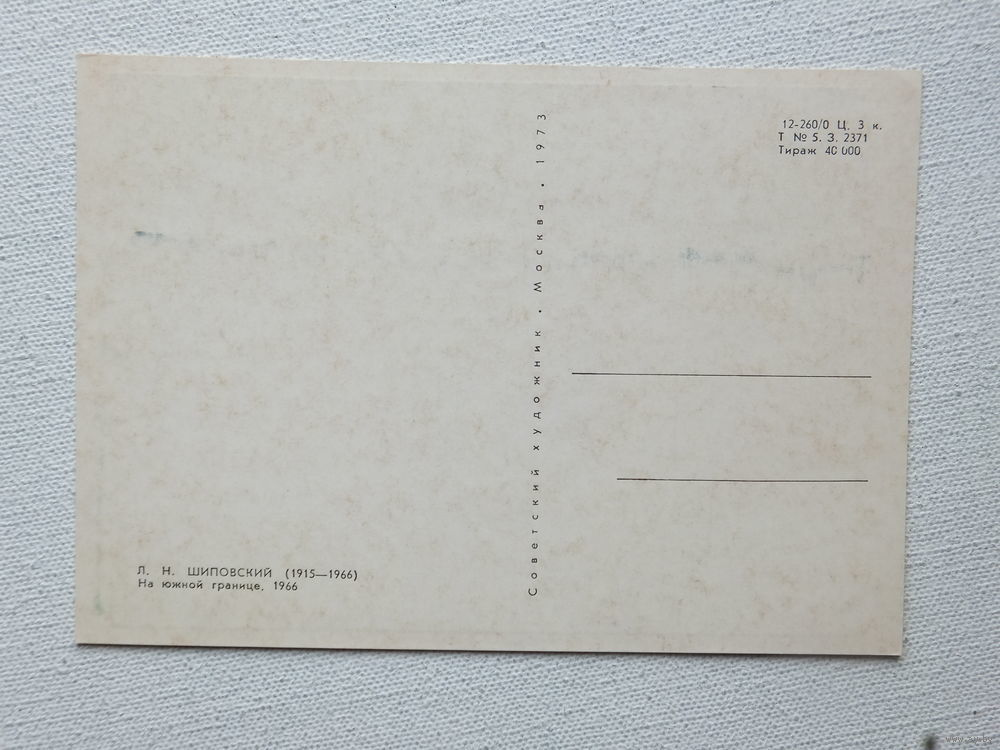 12-260/0 Ц. 3 к.
Т № 5. З. 2371
Тираж 40 000
Советский художник • Москва • 1973
Л. Н. ШИПОВСКИЙ (1915—1966)
На южной границе, 1966